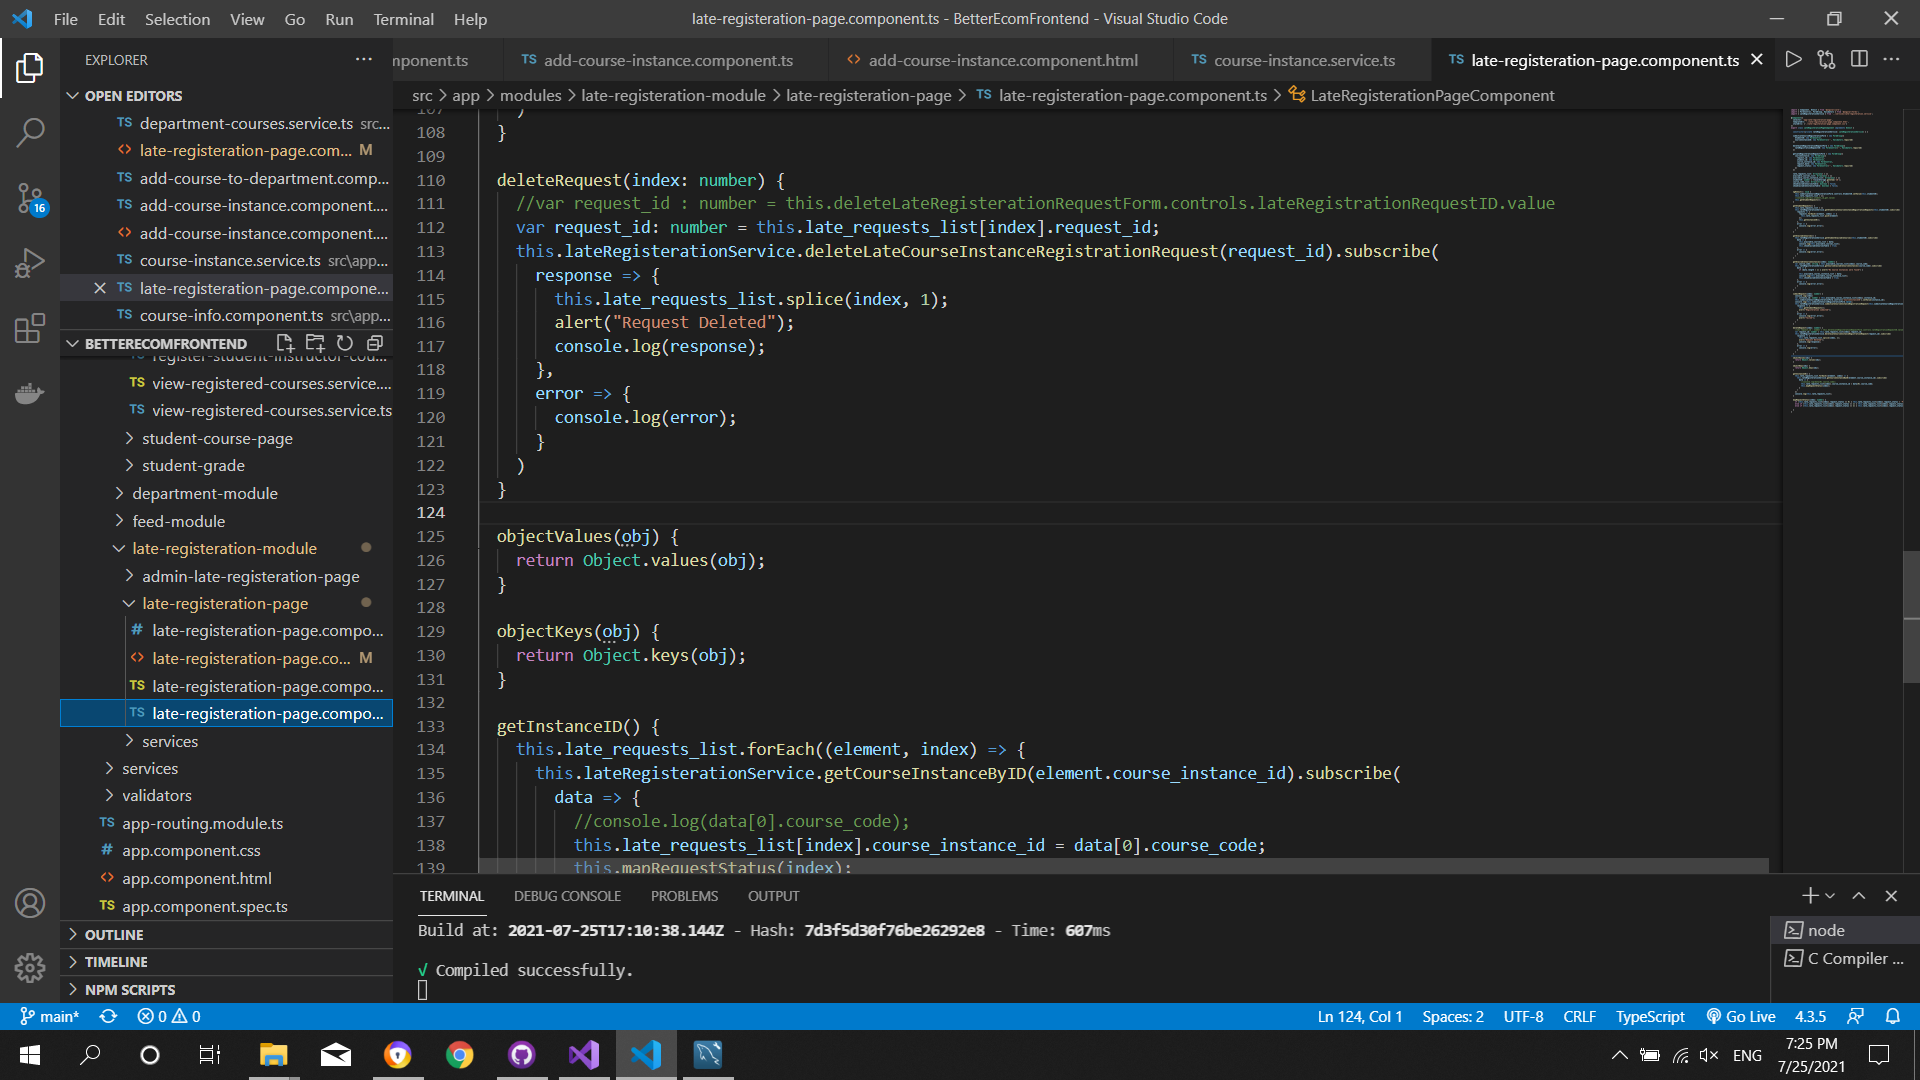 File Edit Selection View Go Run Terminal Help
late-registeration-page.component.ts - BetterEcomFrontend - Visual Studio Code
EXPLORER
OPEN EDITORS
TS department-courses.service.ts src...
<> late-registeration-page.com... M
TS add-course-to-department.comp...
TS add-course-instance.component....
<> add-course-instance.component....
TS course-instance.service.ts src\app...
TS late-registeration-page.compone...
TS course-info.component.ts src\app...
BETTERECOMFRONTEND
TS register-student-instructor-cou...
TS view-registered-courses.service....
TS view-registered-courses.service.ts
student-course-page
student-grade
department-module
feed-module
late-registeration-module
admin-late-registeration-page
late-registeration-page
# late-registeration-page.compo...
<> late-registeration-page.co... M
TS late-registeration-page.compo...
TS late-registeration-page.compo...
services
services
validators
TS app-routing.module.ts
# app.component.css
<> app.component.html
TS app.component.spec.ts
OUTLINE
TIMELINE
NPM SCRIPTS
16
mponent.ts
TS add-course-instance.component.ts
<> add-course-instance.component.html
TS course-instance.service.ts
TS late-registeration-page.component.ts
src > app > modules > late-registeration-module > late-registeration-page > TS late-registeration-page.component.ts > LateRegisterationPageComponent
107 )
108 }
109
110 deleteRequest(index: number) {
111 //var request_id : number = this.deleteLateRegisterationRequestForm.controls.lateRegistrationRequestID.value
112 var request_id: number = this.late_requests_list[index].request_id;
113 this.lateRegisterationService.deleteLateCourseInstanceRegistrationRequest(request_id).subscribe(
114 response => {
115 this.late_requests_list.splice(index, 1);
116 alert("Request Deleted");
117 console.log(response);
118 },
119 error => {
120 console.log(error);
121 }
122 )
123 }
124
125 objectValues(obj) {
126 return Object.values(obj);
127 }
128
129 objectKeys(obj) {
130 return Object.keys(obj);
131 }
132
133 getInstanceID() {
134 this.late_requests_list.forEach((element, index) => {
135 this.lateRegisterationService.getCourseInstanceByID(element.course_instance_id).subscribe(
136 data => {
137 //console.log(data[0].course_code);
138 this.late_requests_list[index].course_instance_id = data[0].course_code;
139 this.mapRequestStatus(index);
TERMINAL DEBUG CONSOLE PROBLEMS OUTPUT
Build at: 2021-07-25T17:10:38.144Z - Hash: 7d3f5d30f76be26292e8 - Time: 607ms
√ Compiled successfully.
node
C Compiler ...
main* 0 0
Ln 124, Col 1 Spaces: 2 UTF-8 CRLF TypeScript Go Live 4.3.5
ENG
7:25 PM
7/25/2021